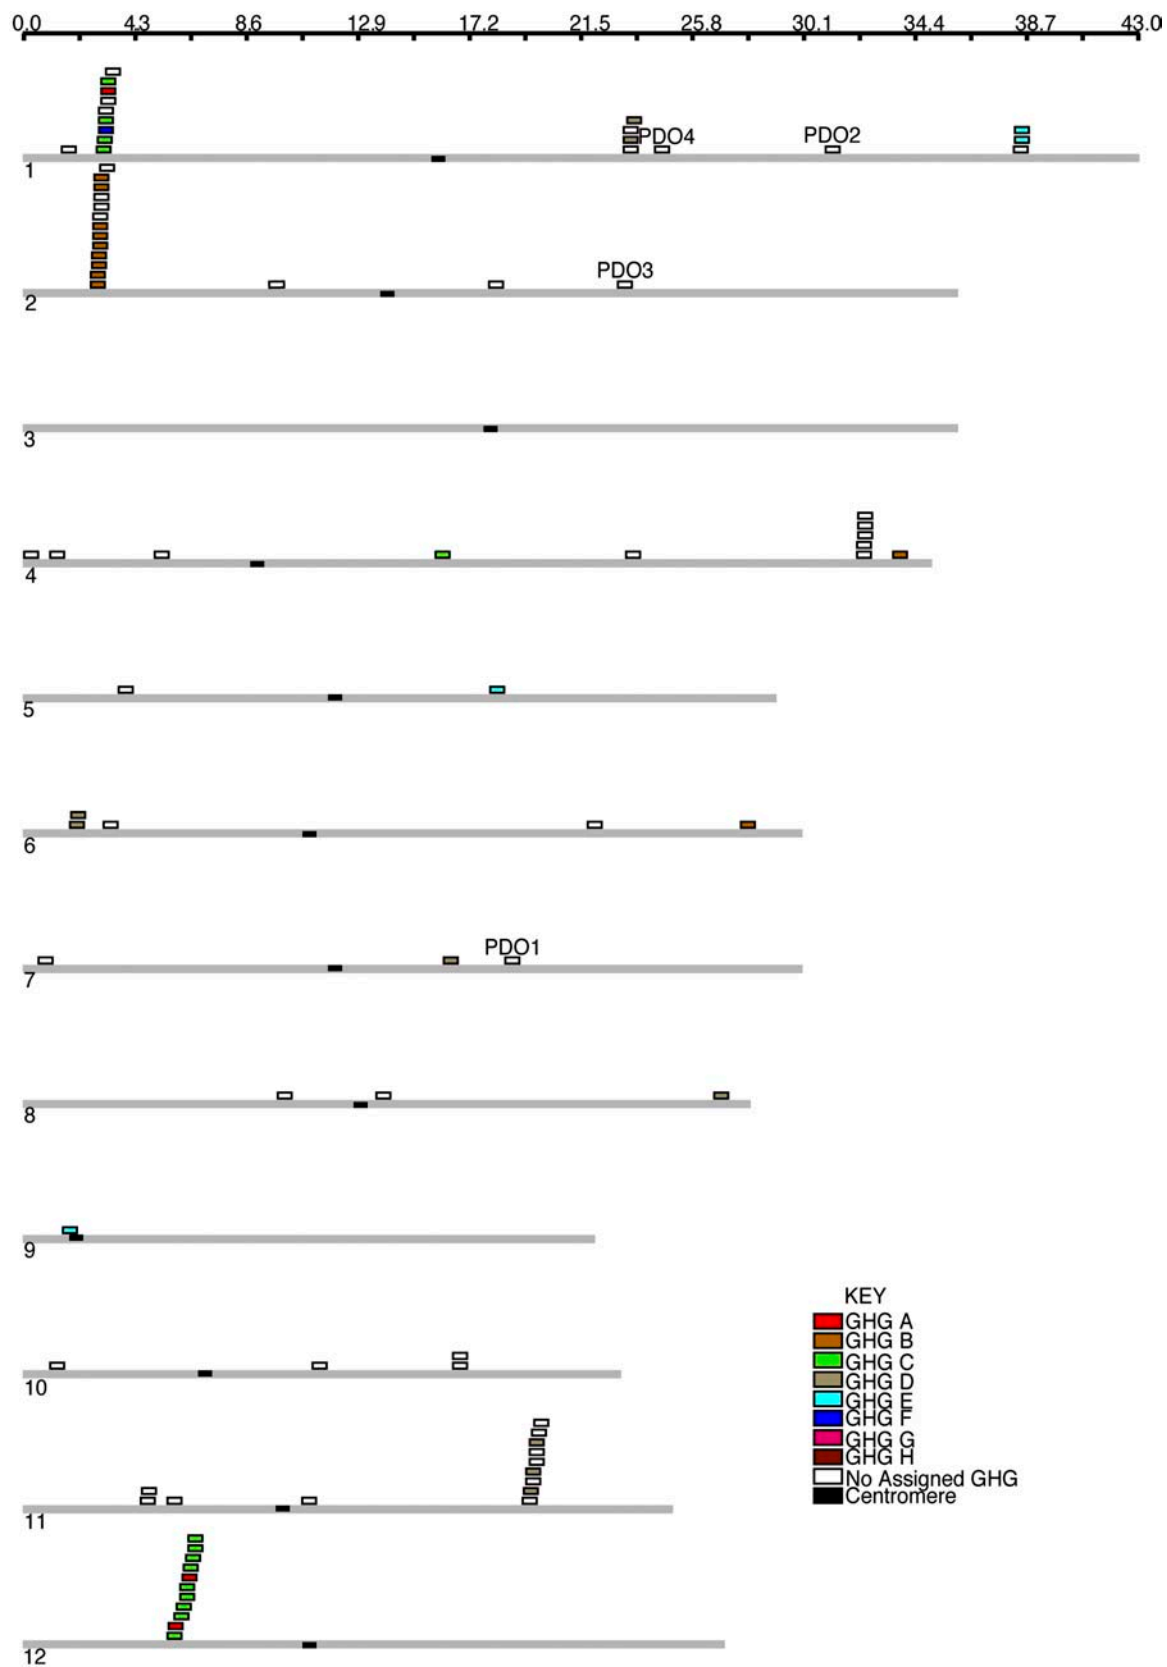 0.0 4.3 8.6 12.9 17.2 21.5 25.8 30.1 34.4 38.7 43.0
PDO4 PDO2
1
PDO3
2
3
4
5
6
PDO1
7
8
9
KEY
GHG A
GHG B
GHG C
GHG D
10
GHG E
GHG F
GHG G
GHG H
No Assigned GHG
Centromere
11
12